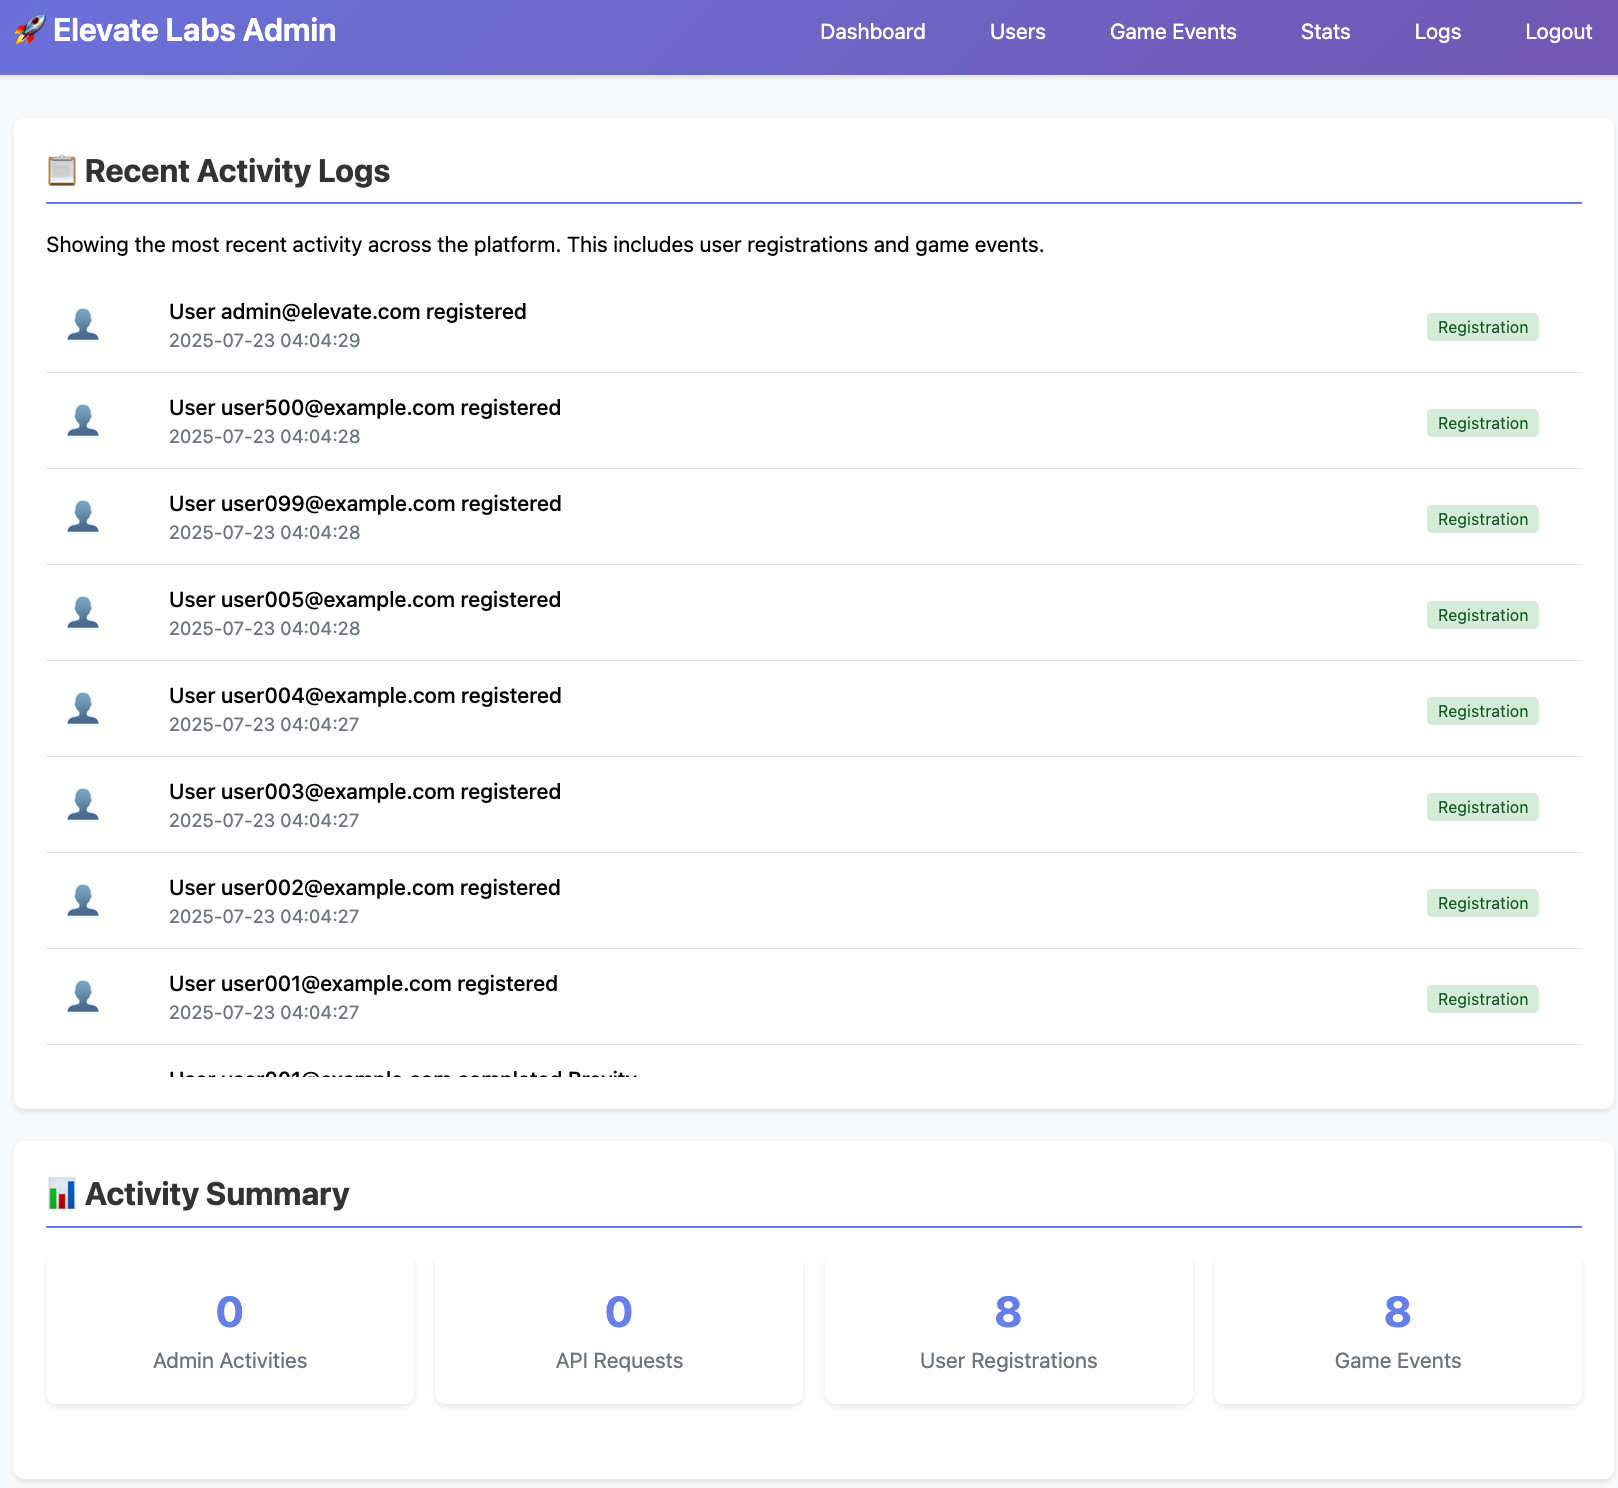 Elevate Labs Admin
Dashboard
Users
Game Events
Stats
Logs
Logout
Recent Activity Logs
Showing the most recent activity across the platform. This includes user registrations and game events.
User admin@elevate.com registered
2025-07-23 04:04:29
Registration
User user500@example.com registered
2025-07-23 04:04:28
Registration
User user099@example.com registered
2025-07-23 04:04:28
Registration
User user005@example.com registered
2025-07-23 04:04:28
Registration
User user004@example.com registered
2025-07-23 04:04:27
Registration
User user003@example.com registered
2025-07-23 04:04:27
Registration
User user002@example.com registered
2025-07-23 04:04:27
Registration
User user001@example.com registered
2025-07-23 04:04:27
Registration
User user001@example.com completed Brevity
Activity Summary
0
Admin Activities
0
API Requests
8
User Registrations
8
Game Events